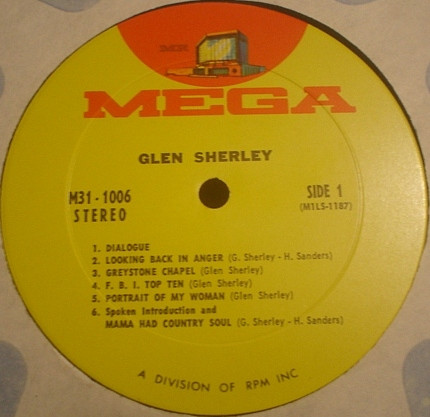 MEGA
GLEN SHERLEY
M31-1006
STEREO
SIDE 1
(M1LS-1187)
1. DIALOGUE
2. LOOKING BACK IN ANGER (G. Sherley - H. Sanders)
3. GREYSTONE CHAPEL (Glen Sherley)
4. F. B. I. TOP TEN (Glen Sherley)
5. PORTRAIT OF MY WOMAN (Glen Sherley)
6. Spoken Introduction and
MAMA HAD COUNTRY SOUL (G. Sherley - H. Sanders)
A DIVISION OF RPM INC